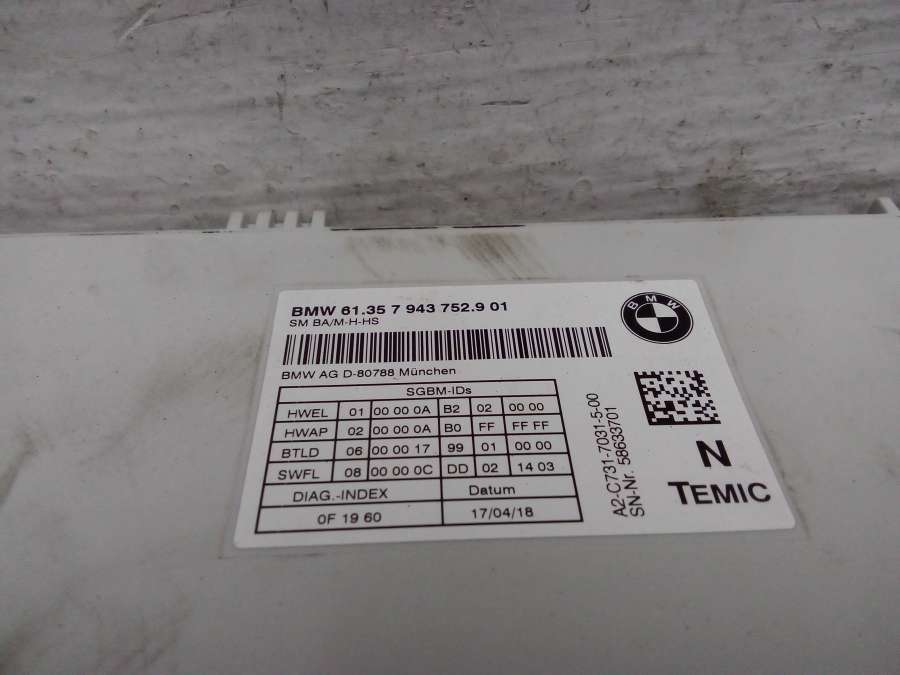 BMW 61.35 7 943 752.9 01
SM BA/M-H-HS
BMW
BMW AG D-80788 München
SGBM-IDs
HWEL 01 00 00 0A B2 02 00 00
HWAP 02 00 00 0A B0 FF FF FF
BTLD 06 00 00 17 99 01 00 00
SWFL 08 00 00 0C DD 02 14 03
DIAG.-INDEX Datum
0F 19 60 17/04/18
A2-C731-7031-5-00
SN-Nr. 58633701
N
TEMIC